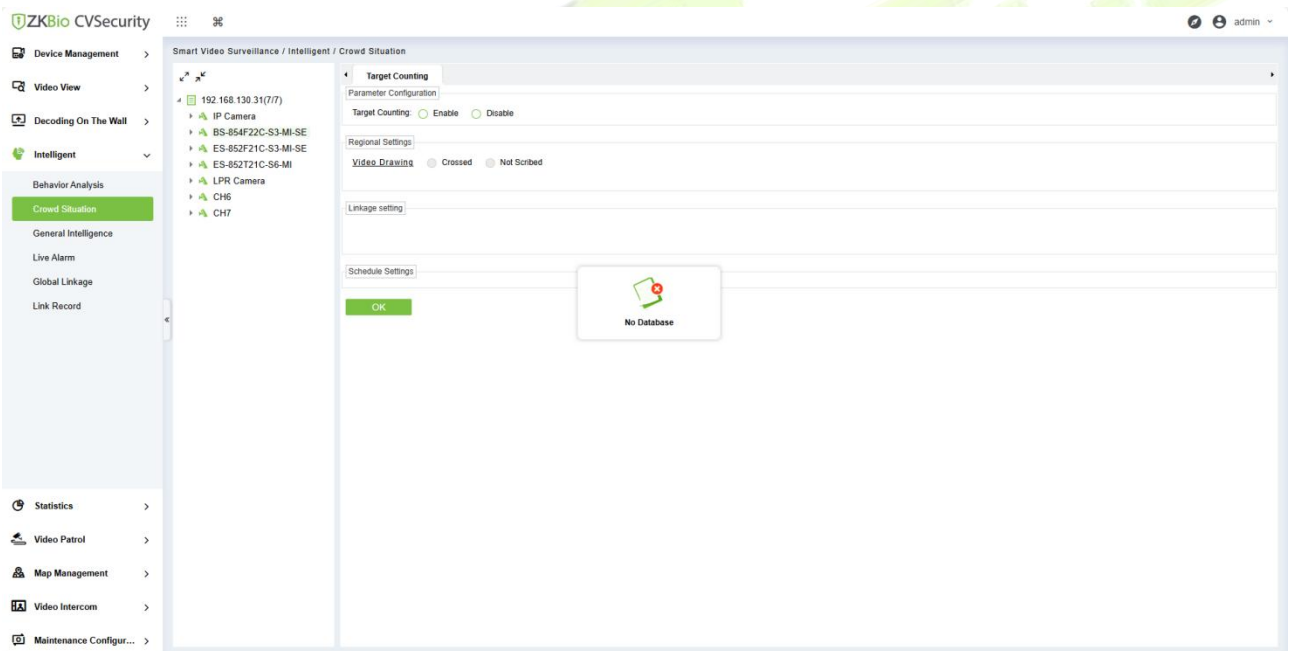 ZKBio CVSecurity
admin
Device Management
Video View
Decoding On The Wall
Intelligent
Behavior Analysis
Crowd Situation
General Intelligence
Live Alarm
Global Linkage
Link Record
Statistics
Video Patrol
Map Management
Video Intercom
Maintenance Configur...
Smart Video Surveillance / Intelligent / Crowd Situation
192.168.130.31(7/7)
IP Camera
BS-854F22C-S3-MI-SE
ES-852F21C-S3-MI-SE
ES-852T21C-S6-MI
LPR Camera
CH6
CH7
Target Counting
Parameter Configuration
Target Counting: Enable Disable
Regional Settings
Video Drawing Crossed Not Scribed
Linkage setting
Schedule Settings
OK
No Database